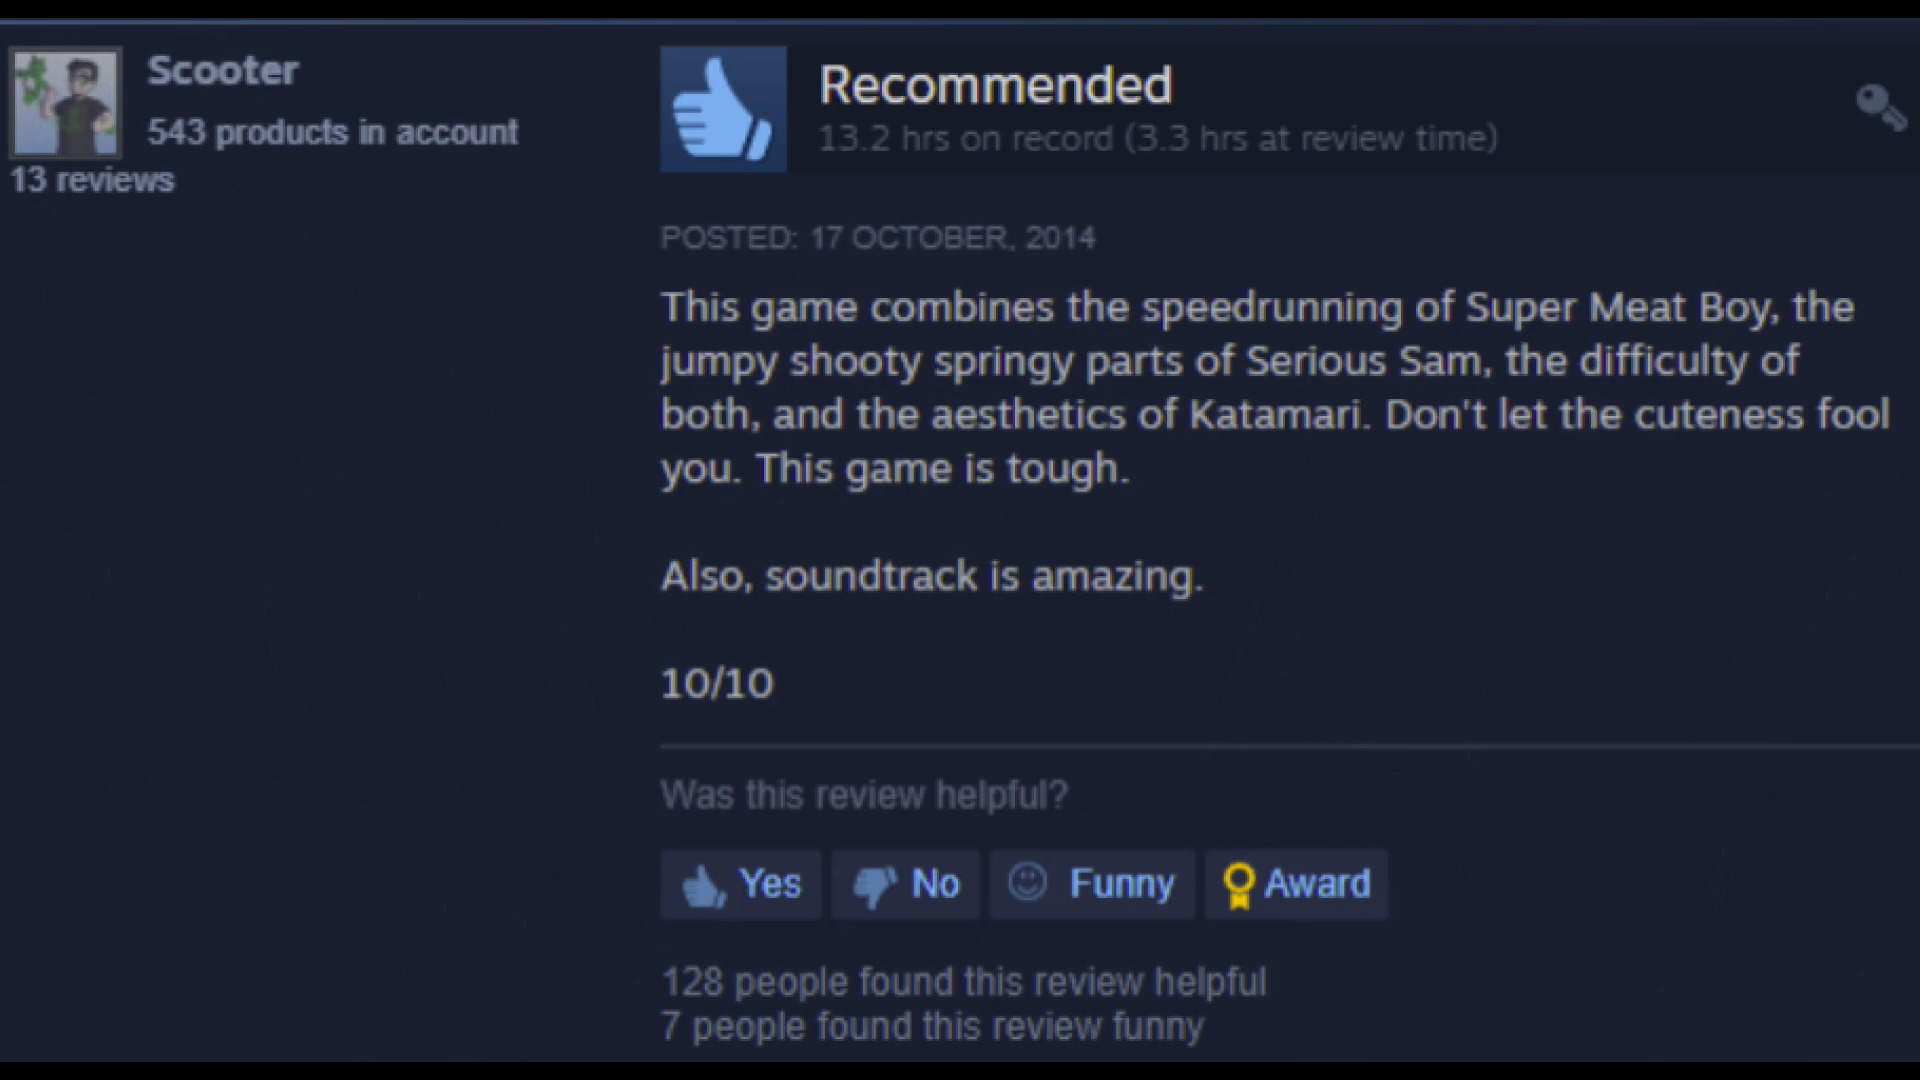 Scooter
543 products in account
13 reviews
Recommended
13.2 hrs on record (3.3 hrs at review time)
POSTED: 17 OCTOBER, 2014
This game combines the speedrunning of Super Meat Boy, the
jumpy shooty springy parts of Serious Sam, the difficulty of
both, and the aesthetics of Katamari. Don't let the cuteness fool
you. This game is tough.
Also, soundtrack is amazing.
10/10
Was this review helpful?
Yes No Funny Award
128 people found this review helpful
7 people found this review funny